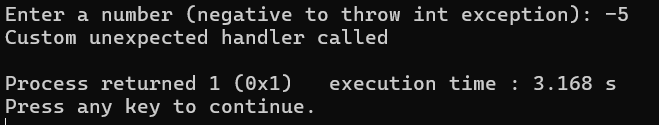 Enter a number (negative to throw int exception): -5
Custom unexpected handler called
Process returned 1 (0x1)   execution time : 3.168 s
Press any key to continue.